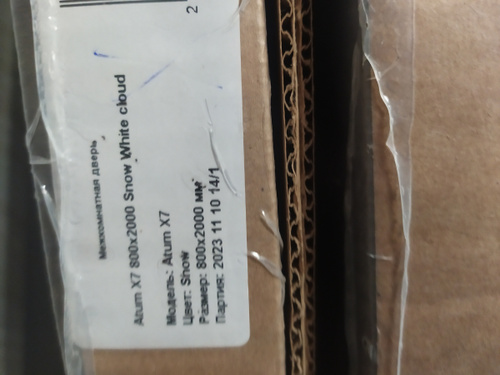 Межкомнатная дверь
Atum X7 800x2000 Snow White cloud
Модель: Atum X7
Цвет: Snow
Размер: 800x2000 мм
Партия: 2023 11 10 14/1
2